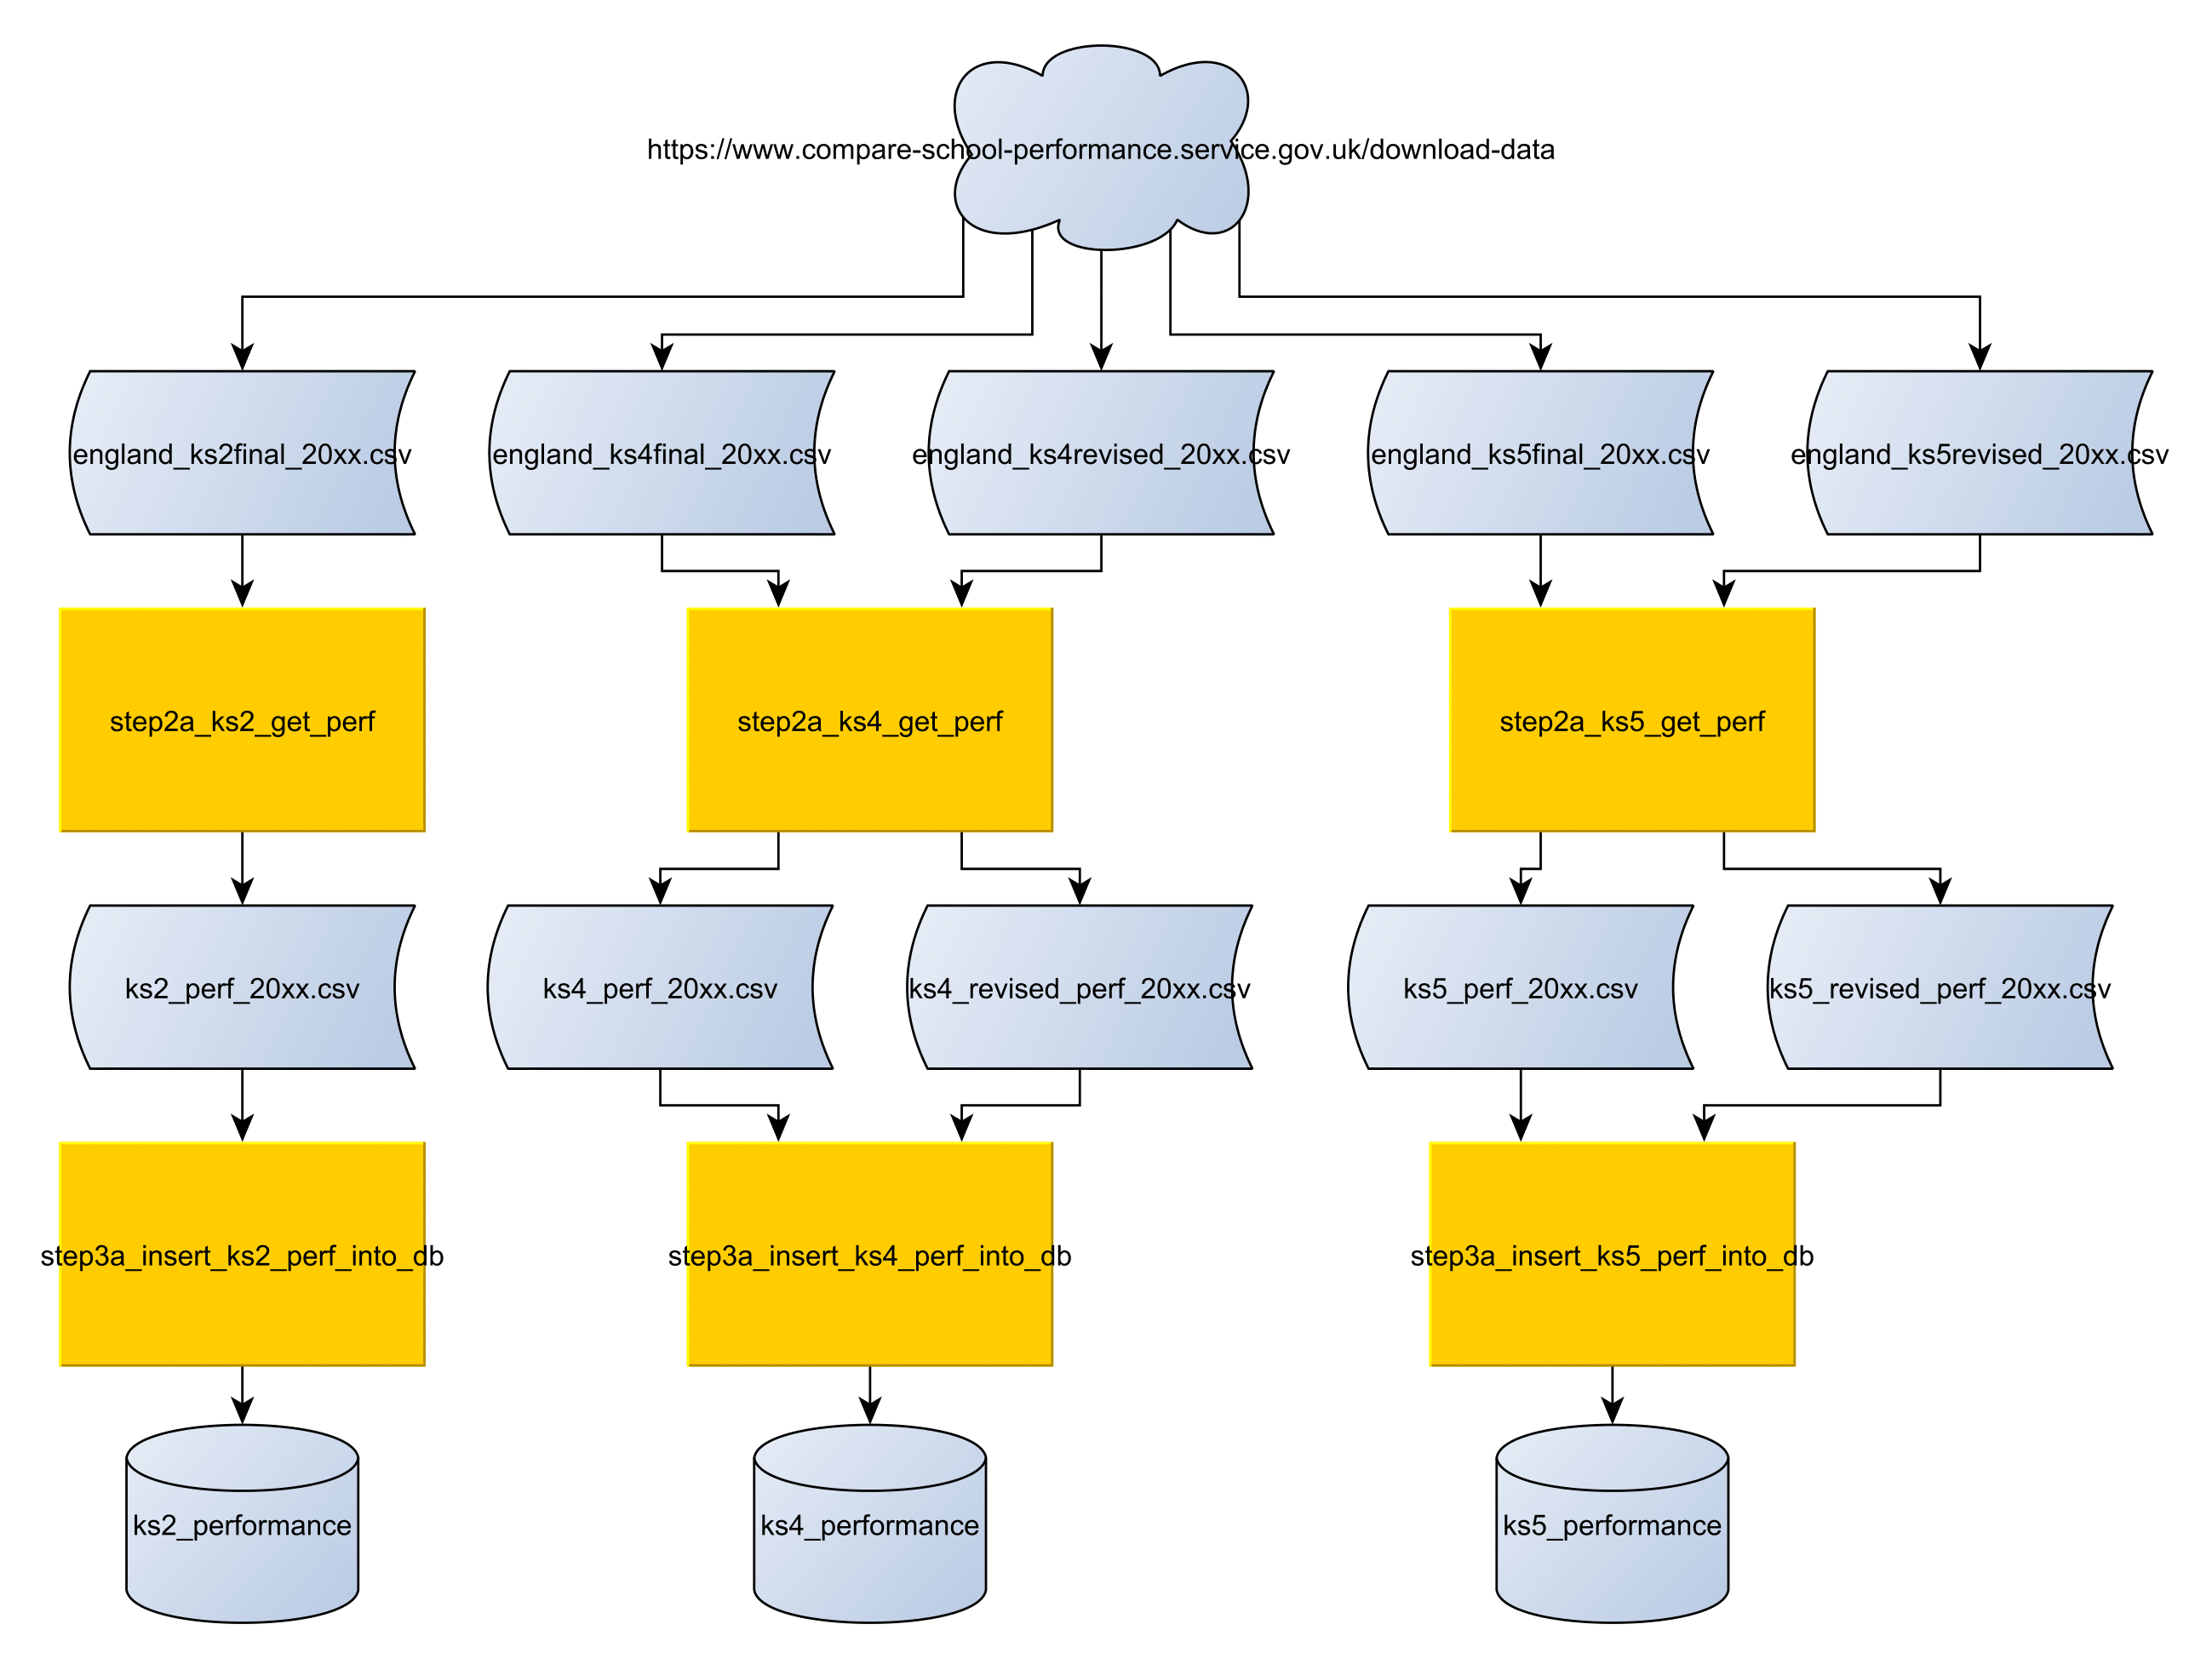 https://www.compare-school-performance.service.gov.uk/download-data
england_ks2final_20xx.csv
england_ks4final_20xx.csv
england_ks4revised_20xx.csv
england_ks5final_20xx.csv
england_ks5revised_20xx.csv
step2a_ks2_get_perf
step2a_ks4_get_perf
step2a_ks5_get_perf
ks2_perf_20xx.csv
ks4_perf_20xx.csv
ks4_revised_perf_20xx.csv
ks5_perf_20xx.csv
ks5_revised_perf_20xx.csv
step3a_insert_ks2_perf_into_db
step3a_insert_ks4_perf_into_db
step3a_insert_ks5_perf_into_db
ks2_performance
ks4_performance
ks5_performance